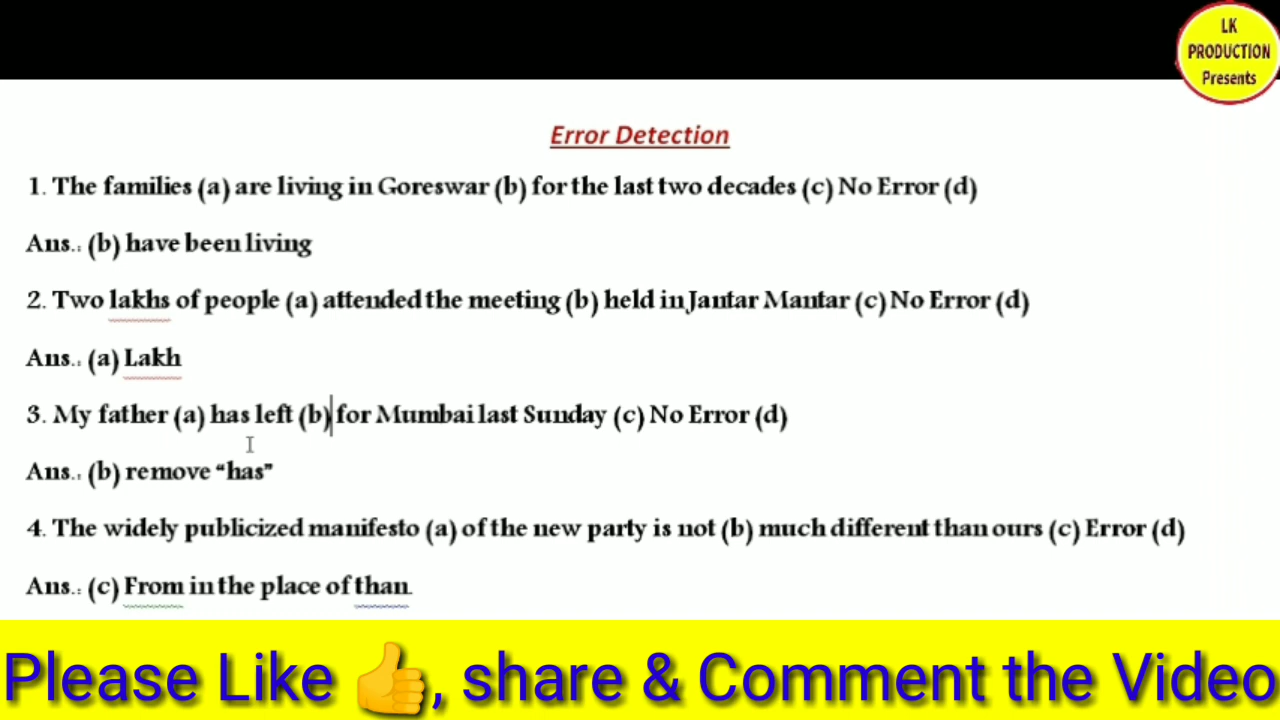 LK
PRODUCTION
Presents
Error Detection
1. The families (a) are living in Goreswar (b) for the last two decades (c) No Error (d)
Ans.: (b) have been living
2. Two lakhs of people (a) attended the meeting (b) held in Jantar Mantar (c) No Error (d)
Ans.: (a) Lakh
3. My father (a) has left (b) for Mumbai last Sunday (c) No Error (d)
Ans.: (b) remove “has”
4. The widely publicized manifesto (a) of the new party is not (b) much different than ours (c) Error (d)
Ans.: (c) From in the place of than
Please Like 👍, share & Comment the Video